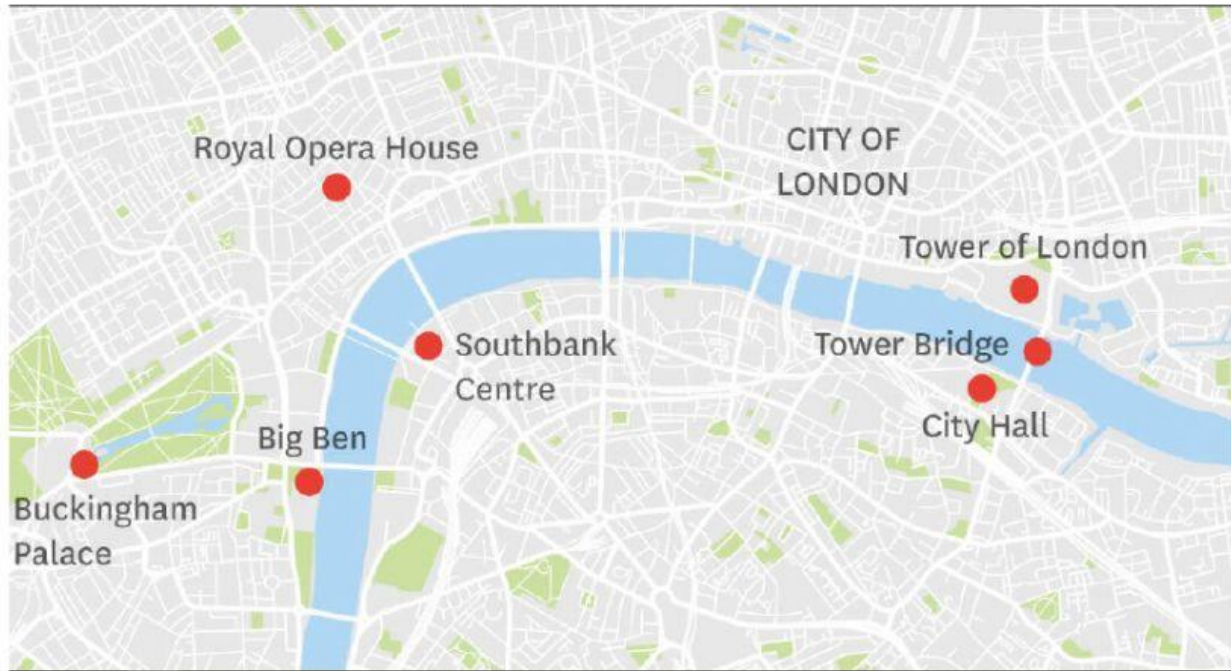 Royal Opera House
CITY OF
LONDON
Tower of London
Southbank
Centre
Tower Bridge
City Hall
Big Ben
Buckingham
Palace